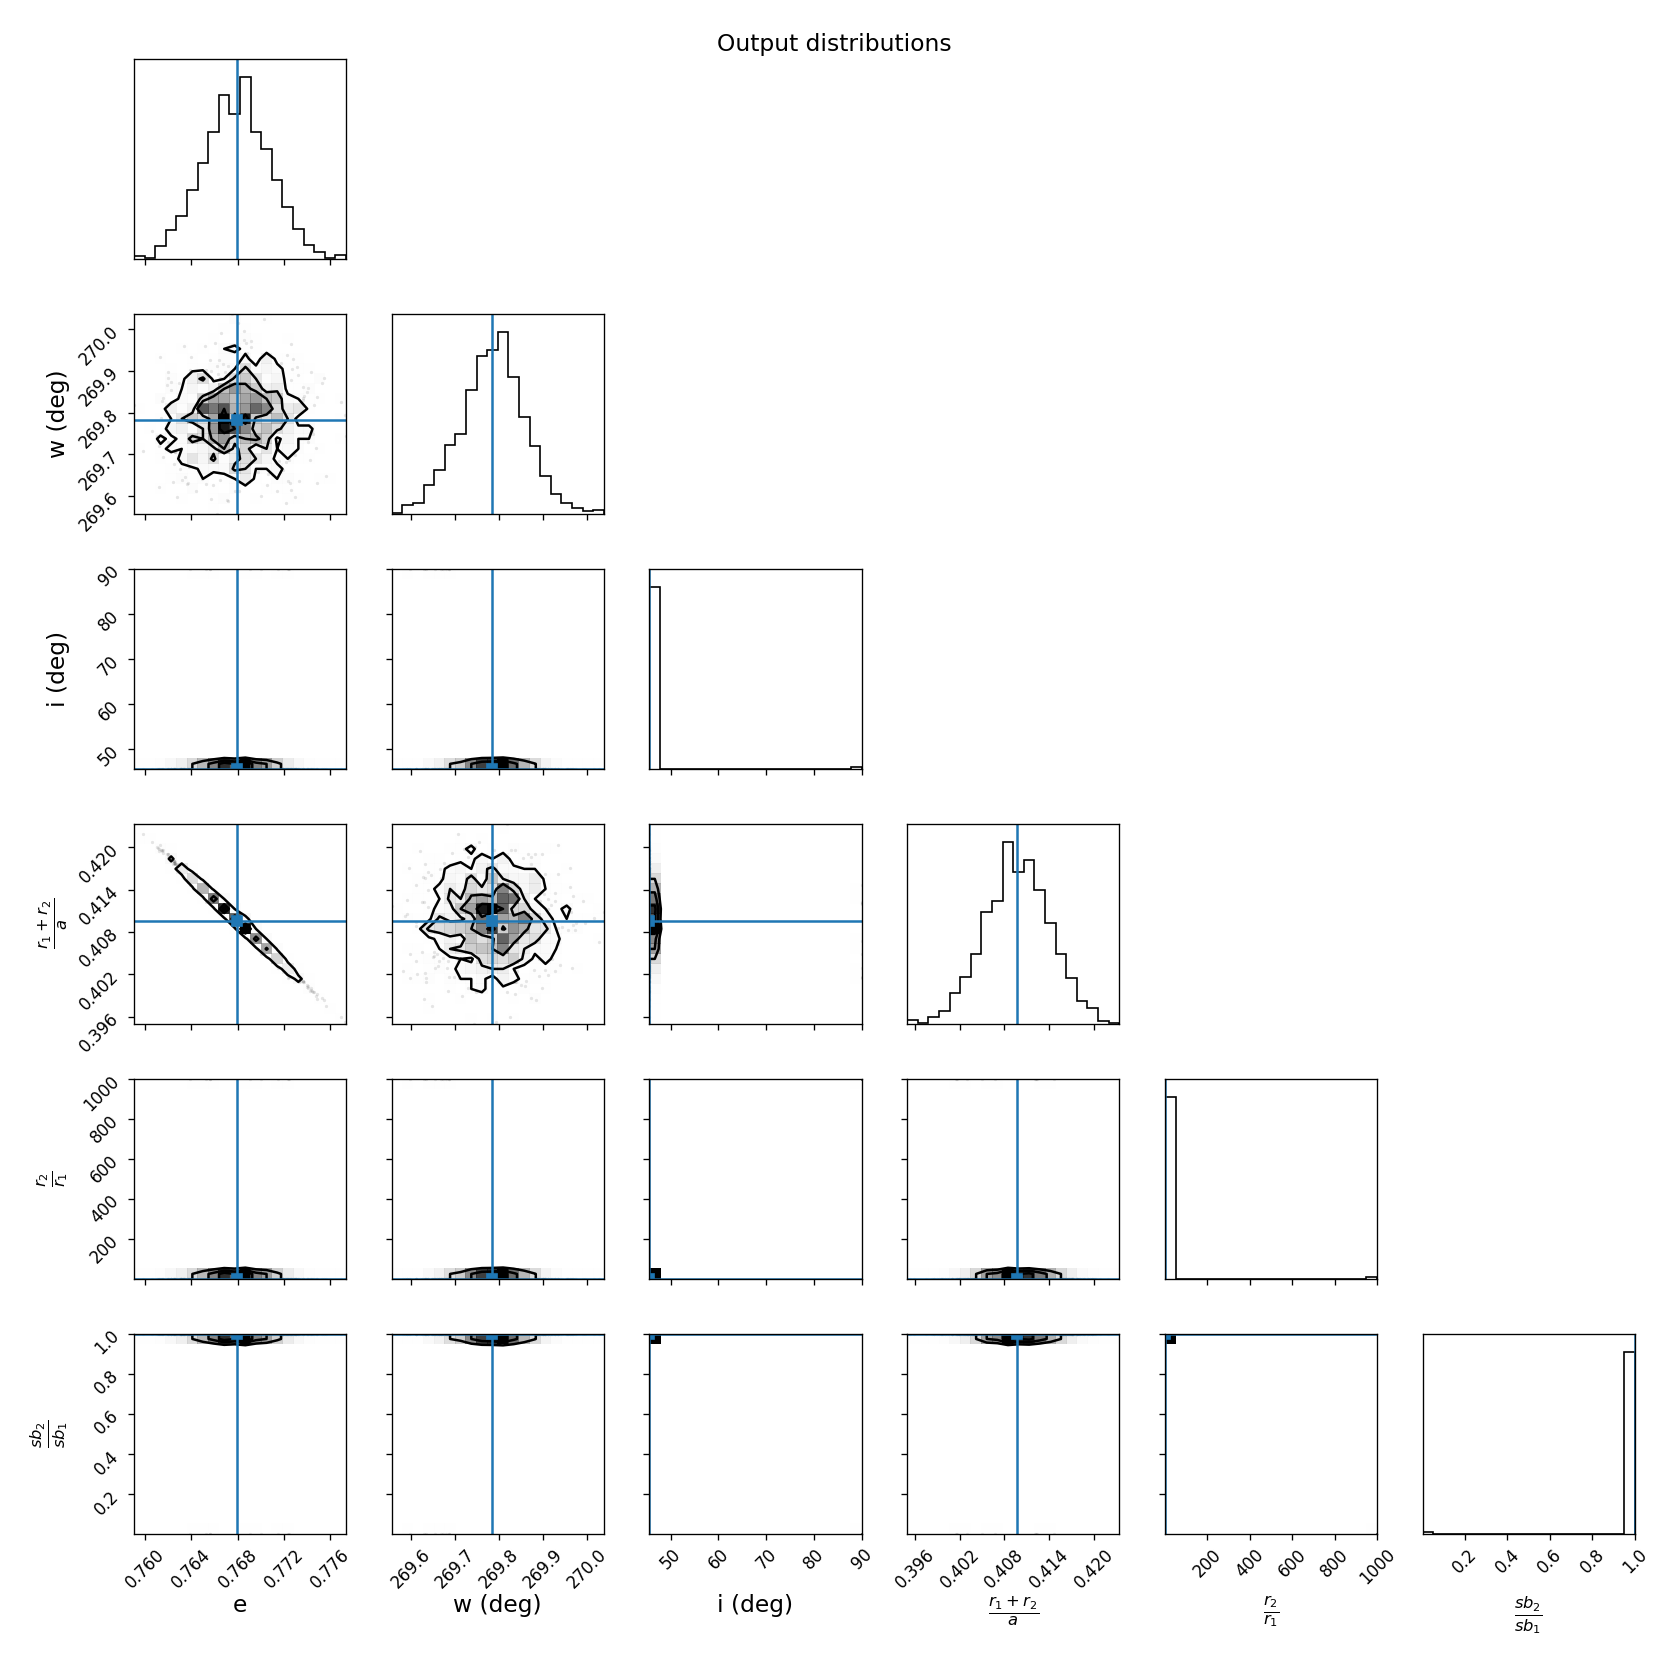 Output distributions
w (deg)
270.0
269.9
269.8
269.7
269.6
i (deg)
90
80
70
60
50
r₁ + r₂
a
0.420
0.414
0.408
0.402
0.396
r₂
r₁
1000
800
600
400
200
sb₂
sb₁
1.0
0.8
0.6
0.4
0.2
0.760 0.764 0.768 0.772 0.776 269.6 269.7 269.8 269.9 270.0 50 60 70 80 90 0.396 0.402 0.408 0.414 0.420 200 400 600 800 1000 0.2 0.4 0.6 0.8 1.0
e w (deg) i (deg) r₁ + r₂ r₂ sb₂
a r₁ sb₁